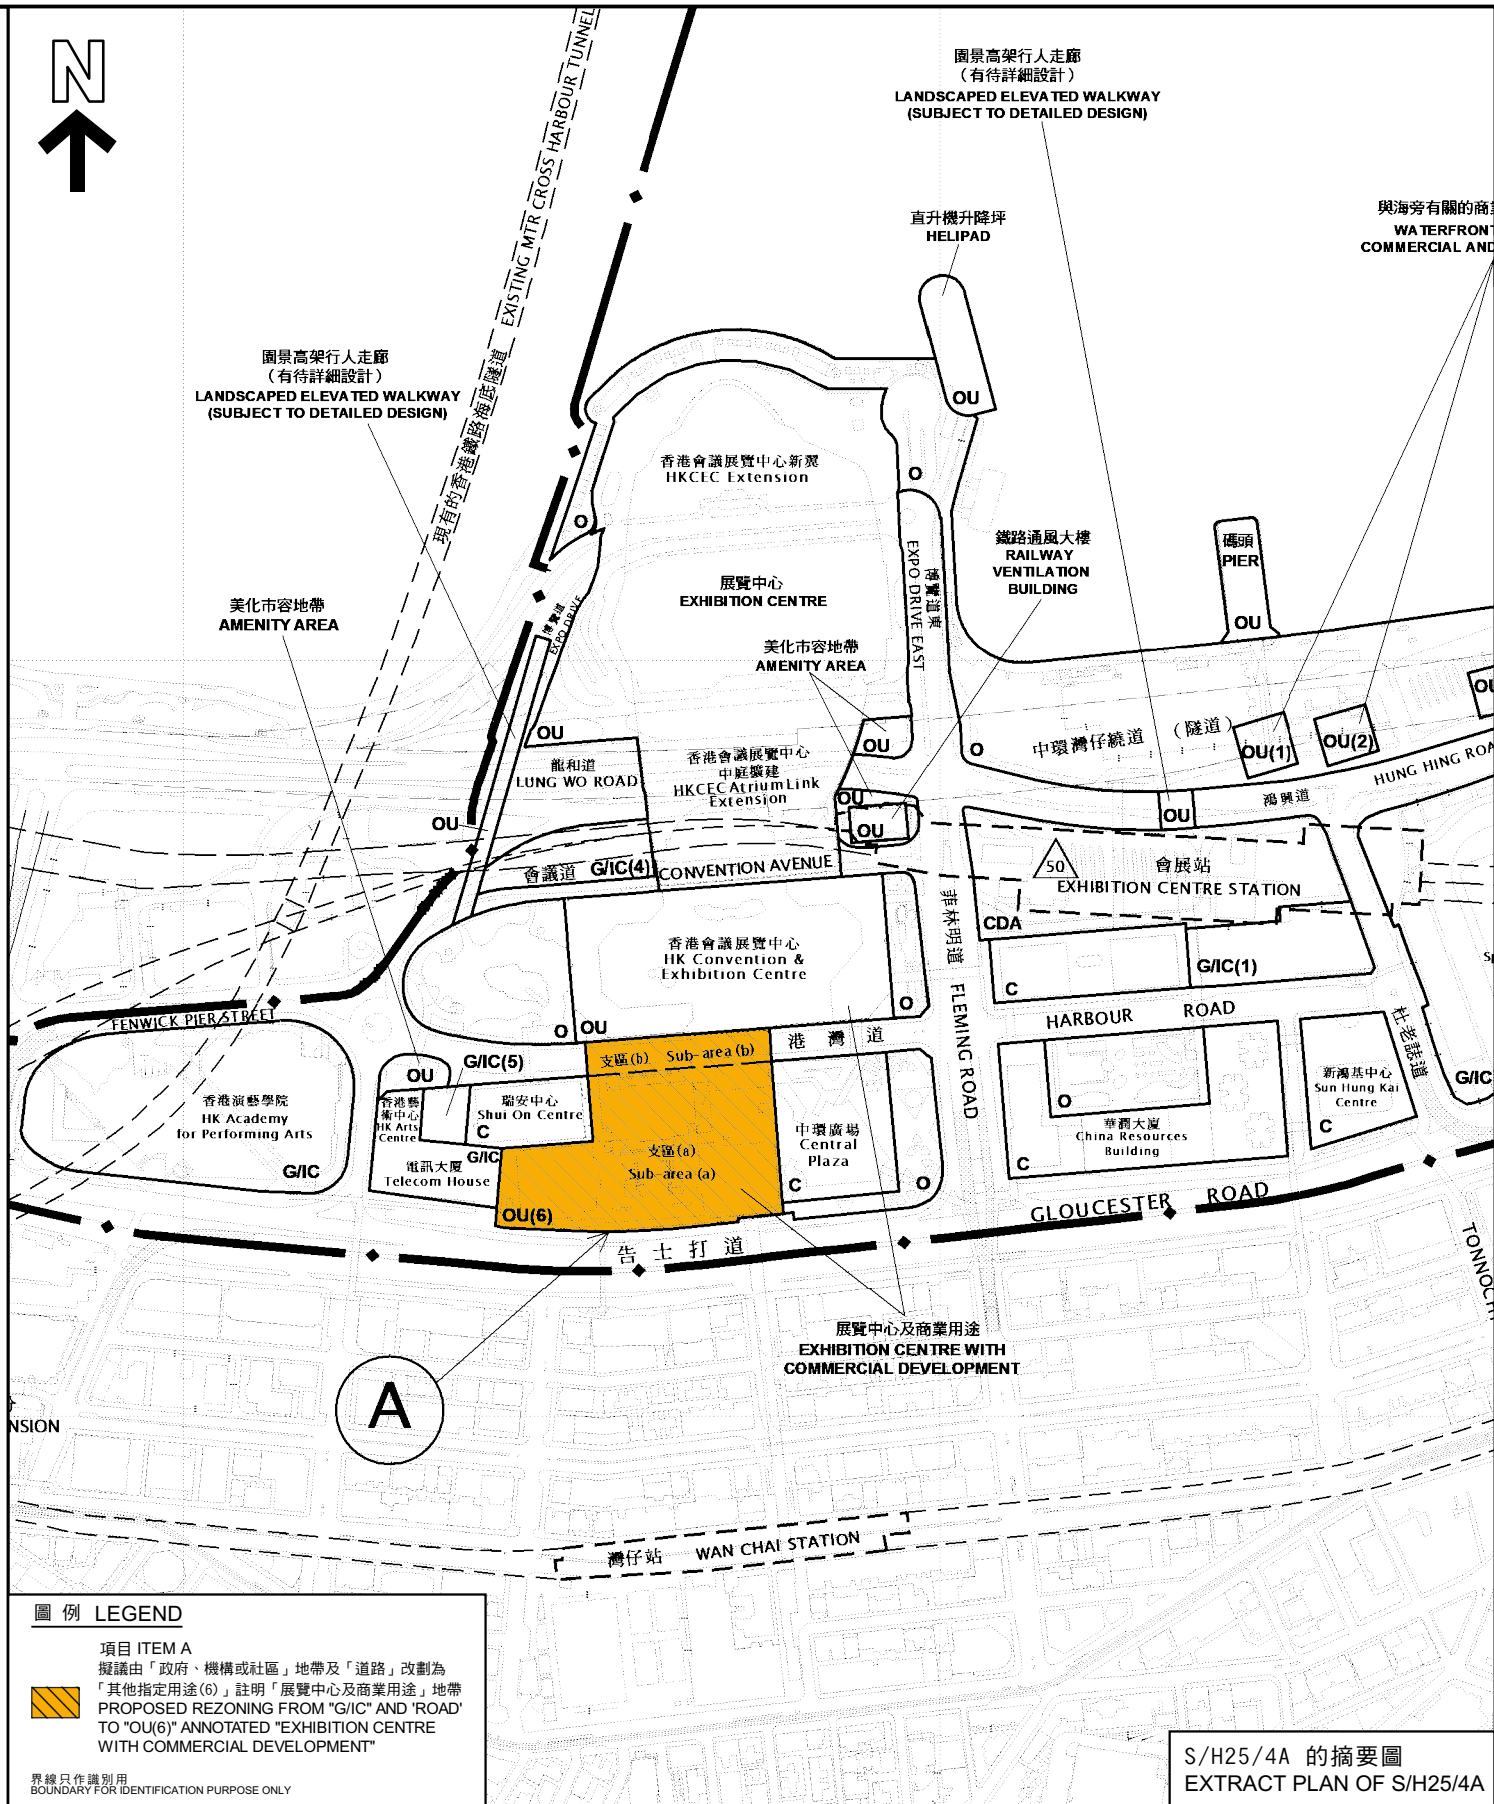 N
EXISTING MTR CROSS HARBOUR TUNNEL
現有的香港鐵路海底隧道
園景高架行人走廊
（有待詳細設計）
LANDSCAPED ELEVATED WALKWAY
(SUBJECT TO DETAILED DESIGN)
直升機升降坪
HELIPAD
與海旁有關的商
WATERFRONT
COMMERCIAL AND
園景高架行人走廊
（有待詳細設計）
LANDSCAPED ELEVATED WALKWAY
(SUBJECT TO DETAILED DESIGN)
OU
香港會議展覽中心新翼
HKCEC Extension
O
O
鐵路通風大樓
RAILWAY
VENTILATION
BUILDING
碼頭
PIER
OU
展覽中心
EXHIBITION CENTRE
博覽道東
EXPO DRIVE EAST
美化市容地帶
AMENITY AREA
博覽道
EXPO DRIVE
美化市容地帶
AMENITY AREA
OU
OU
OU
O
中環灣仔繞道
（隧道）
OU(1)
OU(2)
OU
龍和道
LUNG WO ROAD
香港會議展覽中心
中庭擴建
HKCEC Atrium Link
Extension
OU
OU
OU
OU
鴻興道
HUNG HING ROA
會議道
G/IC(4)
CONVENTION AVENUE
50
會展站
EXHIBITION CENTRE STATION
CDA
香港會議展覽中心
HK Convention &
Exhibition Centre
菲林明道
FLEMING ROAD
G/IC(1)
C
O
O
OU
FENWICK PIER STREET
港灣道
HARBOUR ROAD
杜老誌道
G/IC
支區(b) Sub-area (b)
G/IC(5)
OU
香港演藝學院
HK Academy
for Performing Arts
G/IC
香港藝
術中心
HK Arts
Centre
瑞安中心
Shui On Centre
C
G/IC
電訊大廈
Telecom House
支區(a)
Sub-area (a)
OU(6)
中環廣場
Central
Plaza
C
O
O
華潤大廈
China Resources
Building
C
新鴻基中心
Sun Hung Kai
Centre
C
告士打道
GLOUCESTER ROAD
TONNOCH
展覽中心及商業用途
EXHIBITION CENTRE WITH
COMMERCIAL DEVELOPMENT
A
NSION
灣仔站 WAN CHAI STATION
圖例 LEGEND
項目 ITEM A
擬議由「政府、機構或社區」地帶及「道路」改劃為
「其他指定用途(6)」註明「展覽中心及商業用途」地帶
PROPOSED REZONING FROM "G/IC" AND 'ROAD'
TO "OU(6)" ANNOTATED "EXHIBITION CENTRE
WITH COMMERCIAL DEVELOPMENT"
界線只作識別用
BOUNDARY FOR IDENTIFICATION PURPOSE ONLY
S/H25/4A 的摘要圖
EXTRACT PLAN OF S/H25/4A